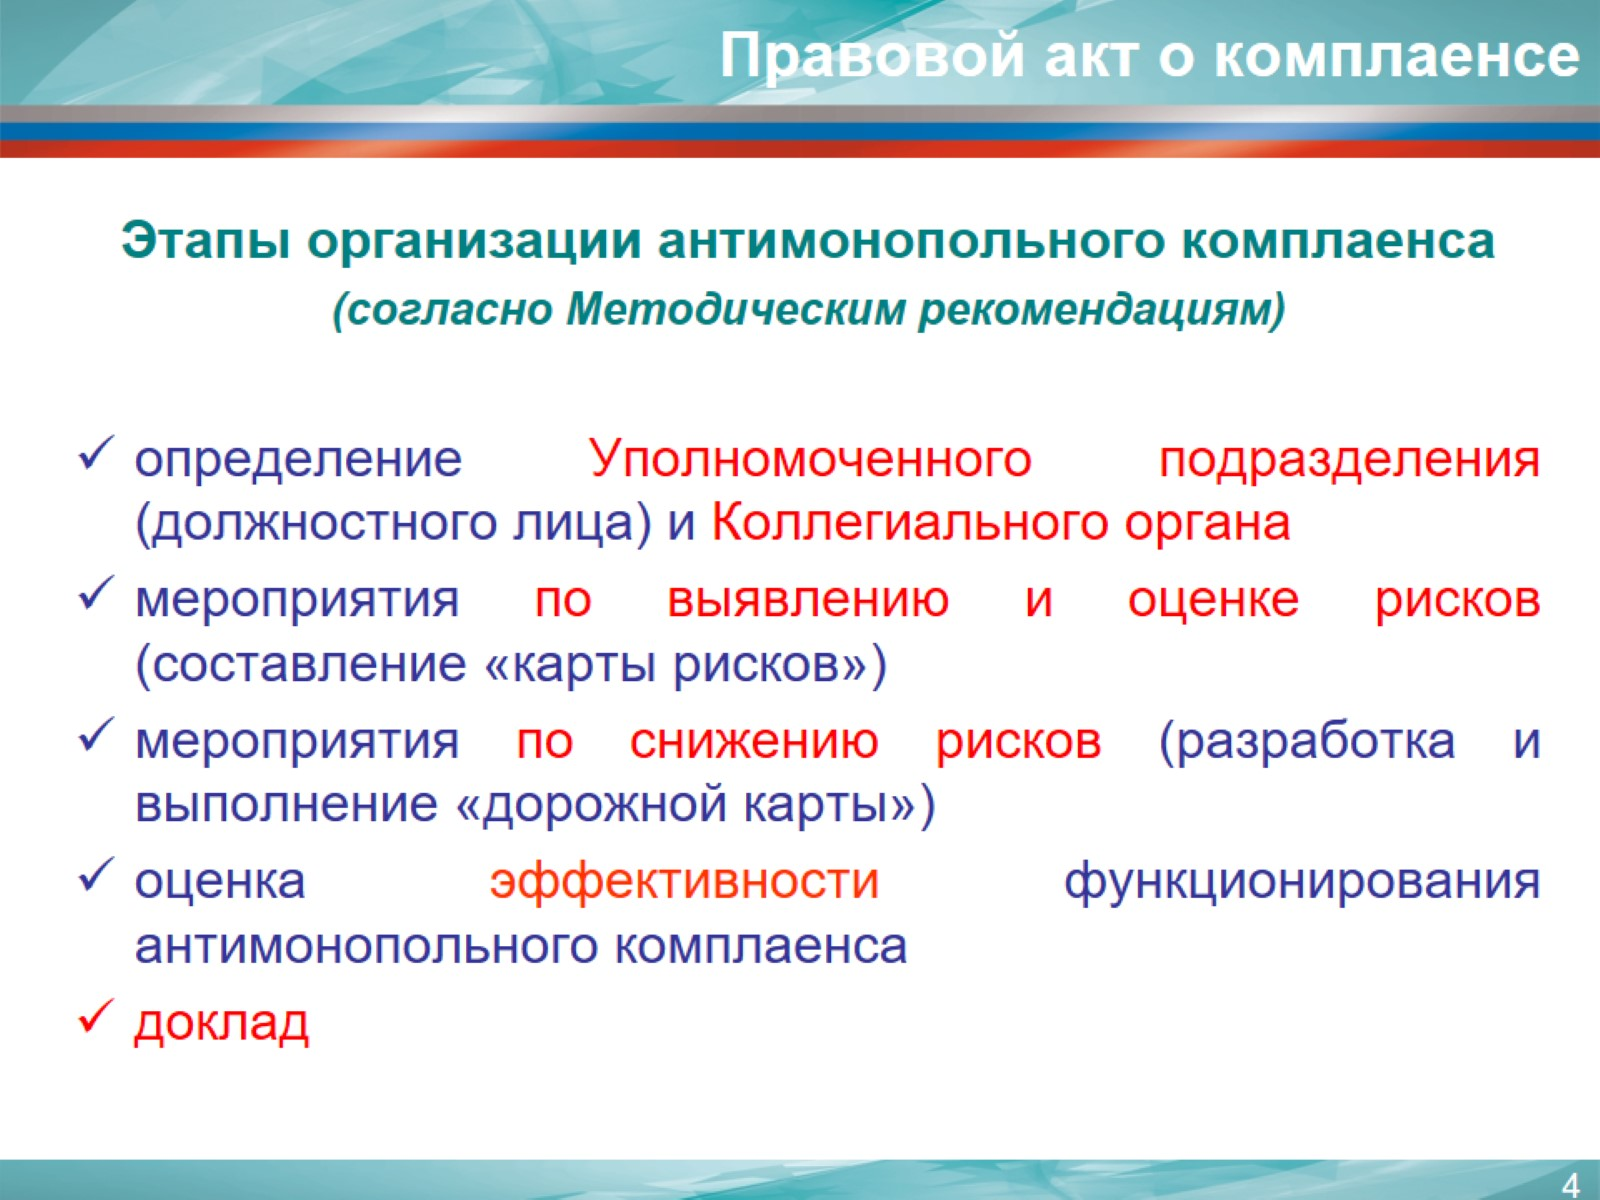 Правовой акт о комплаенсе
Этапы организации антимонопольного комплаенса
(согласно Методическим рекомендациям)
✓ определение Уполномоченного подразделения
(должностного лица) и Коллегиального органа
✓ мероприятия по выявлению и оценке рисков
(составление «карты рисков»)
✓ мероприятия по снижению рисков (разработка и
выполнение «дорожной карты»)
✓ оценка эффективности функционирования
антимонопольного комплаенса
✓ доклад
4